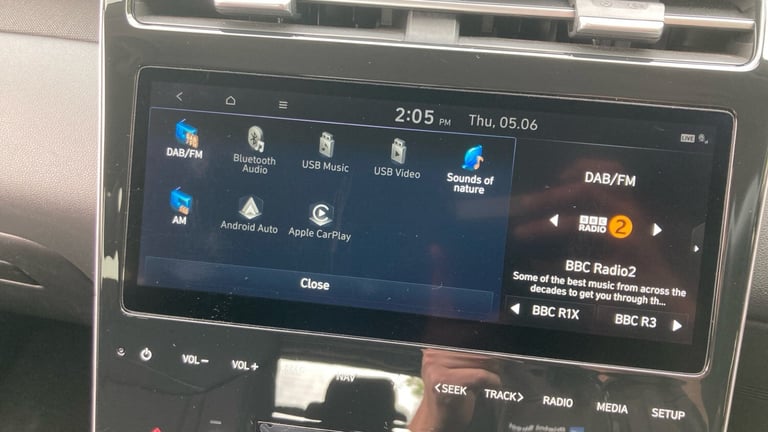 2:05 PM Thu, 05.06
LIVE
DAB/FM
Bluetooth
Audio
USB Music
USB Video
Sounds of
nature
AM
Android Auto
Apple CarPlay
Close
DAB/FM
BBC
RADIO 2
BBC Radio2
Some of the best music from across the
decades to get you through th...
BBC R1X
BBC R3
VOL–
VOL+
NAV
<SEEK
TRACK>
RADIO
MEDIA
SETUP